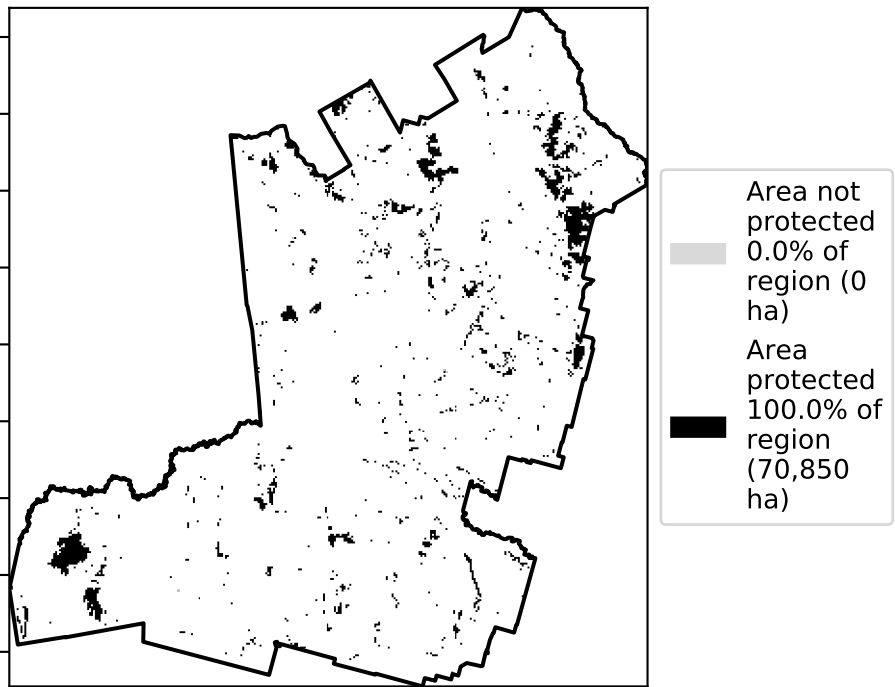 Area not
protected
0.0% of
region (0
ha)
Area
protected
100.0% of
region
(70,850
ha)